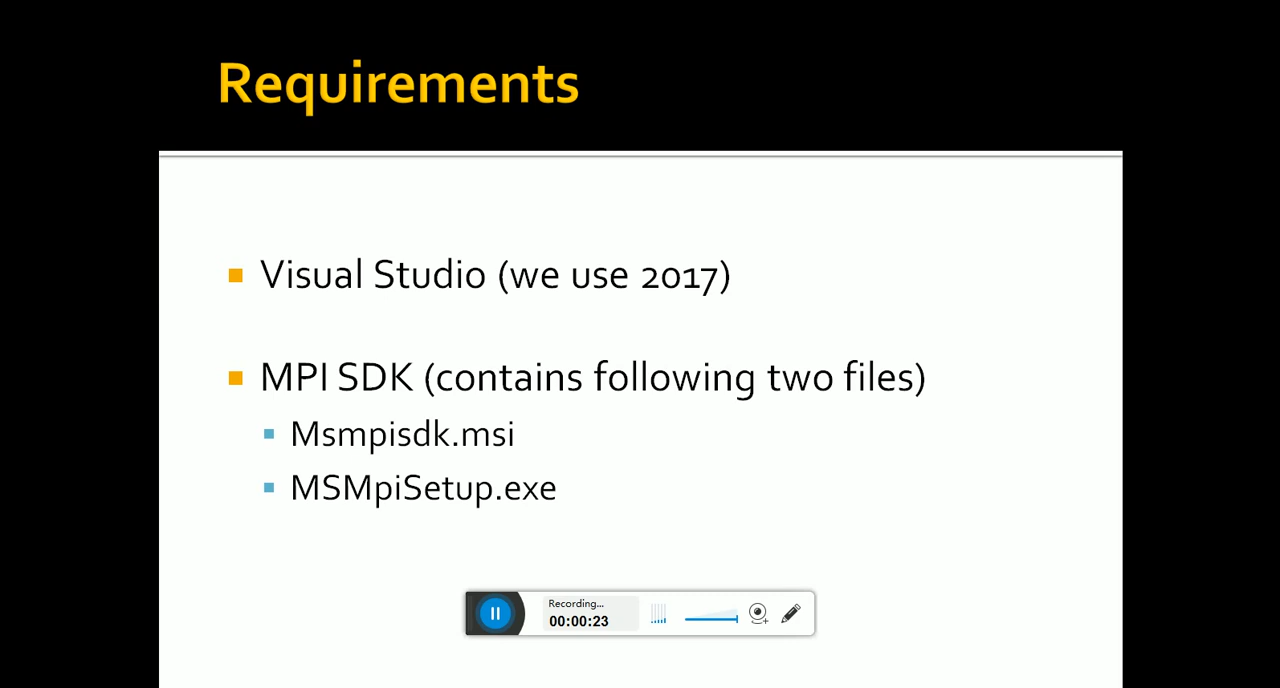 Requirements
Visual Studio (we use 2017)
MPI SDK (contains following two files)
Msmpisdk.msi
MSMpiSetup.exe
Recording...
00:00:23